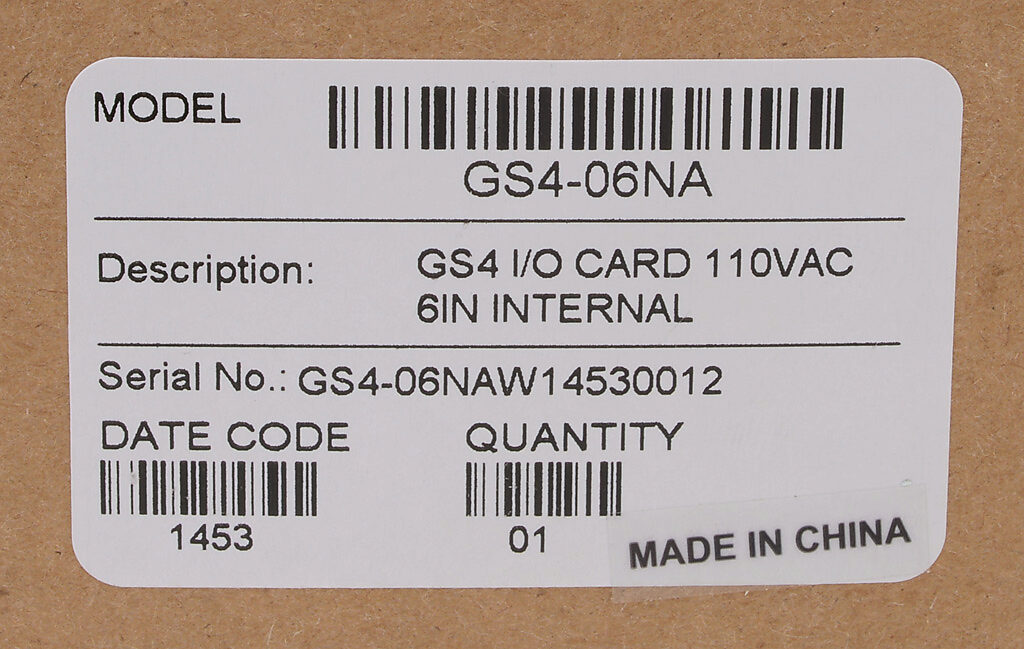 MODEL
GS4-06NA
Description: GS4 I/O CARD 110VAC
6IN INTERNAL
Serial No.: GS4-06NAW14530012
DATE CODE QUANTITY
1453 01
MADE IN CHINA